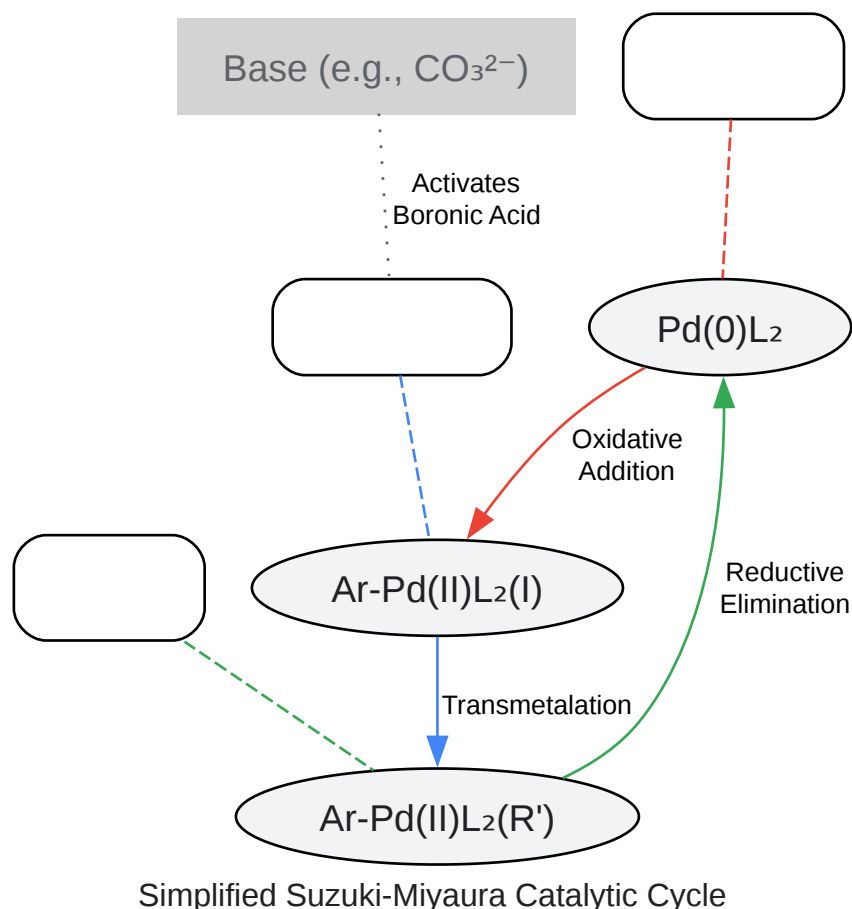 Base (e.g., CO₃²⁻)
Activates
Boronic Acid
Pd(0)L₂
Oxidative
Addition
Ar-Pd(II)L₂(I)
Reductive
Elimination
Transmetalation
Ar-Pd(II)L₂(R')
Simplified Suzuki-Miyaura Catalytic Cycle